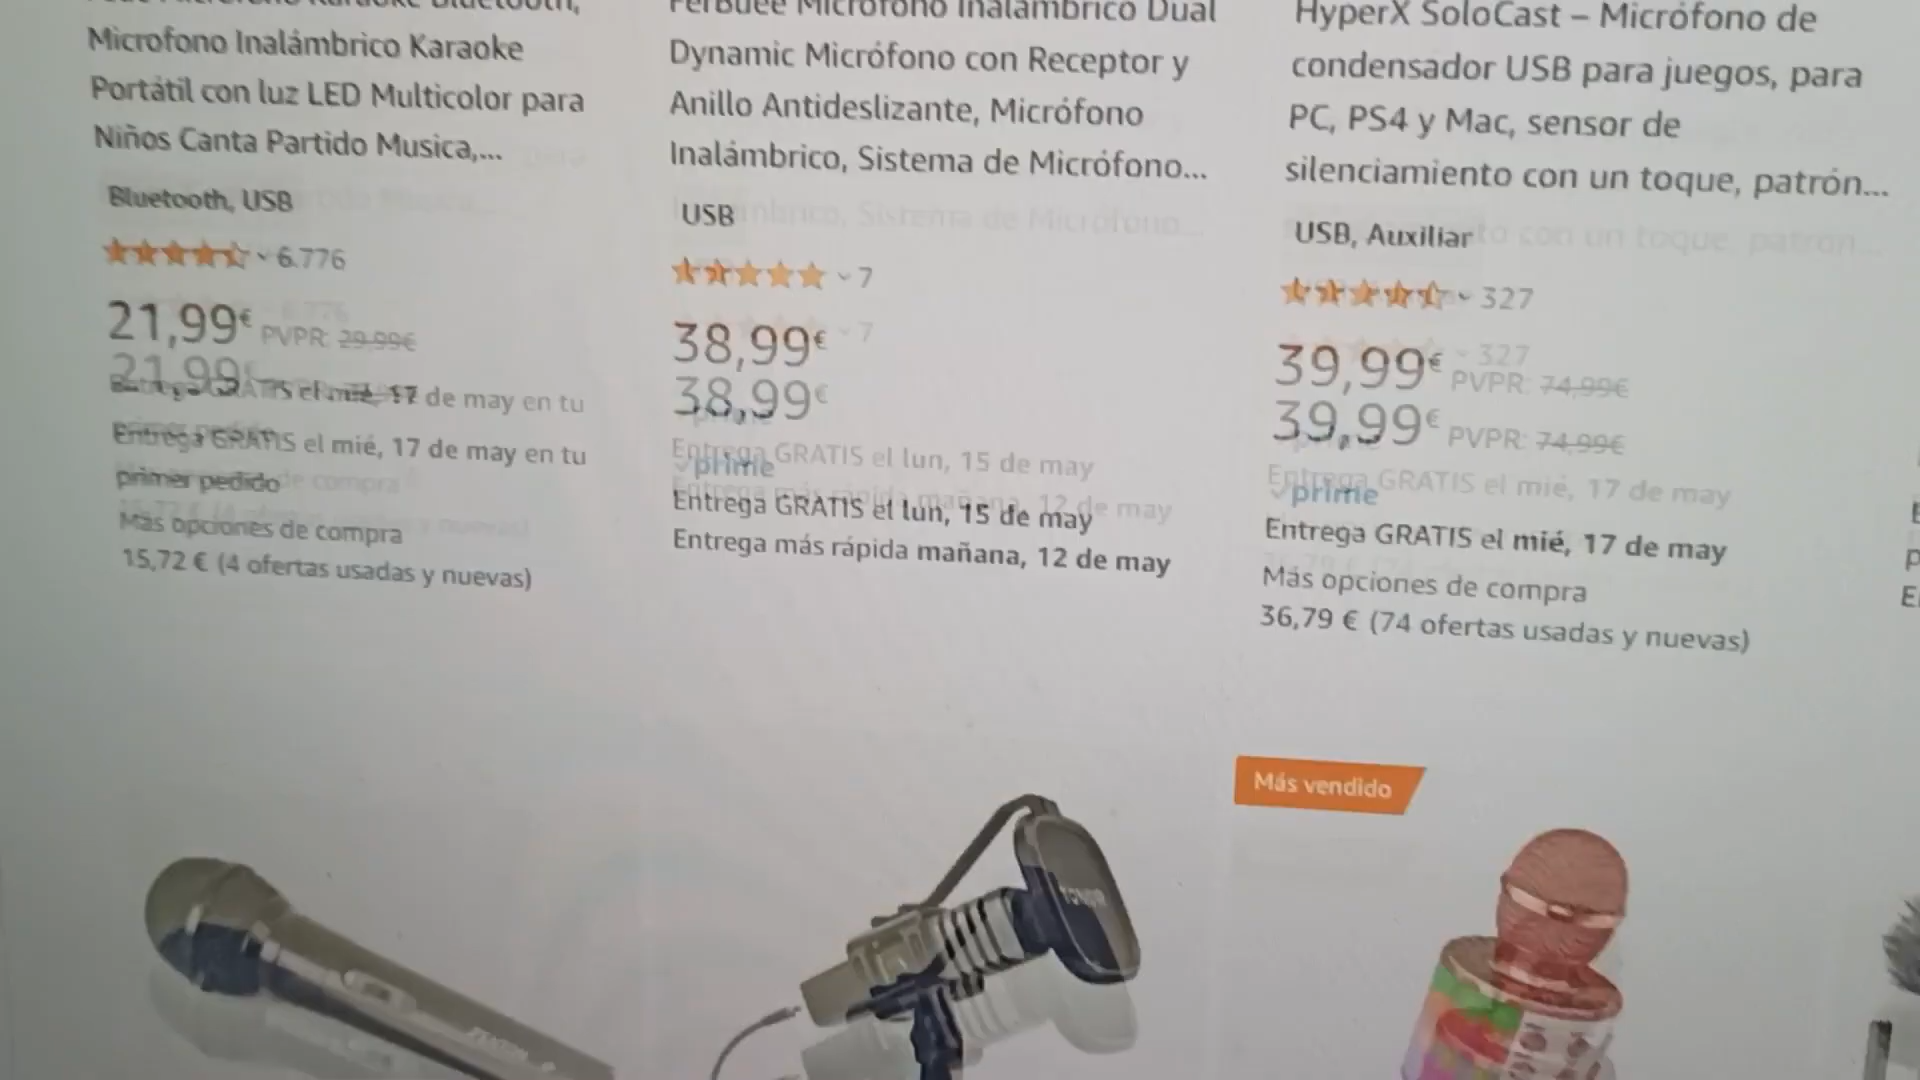 Microfono Inalámbrico Karaoke
Portátil con luz LED Multicolor para
Niños Canta Partido Musica,...
Bluetooth, USB
6.776
21,99€ PVPR: 29,99€
Entrega GRATIS el mié, 17 de may en tu
primer pedido
Más opciones de compra
15,72 € (4 ofertas usadas y nuevas)
Micrófono Inalámbrico Dual
Dynamic Micrófono con Receptor y
Anillo Antideslizante, Micrófono
Inalámbrico, Sistema de Micrófono...
USB
7
38,99€
prime
Entrega GRATIS el lun, 15 de may
Entrega más rápida mañana, 12 de may
HyperX SoloCast – Micrófono de
condensador USB para juegos, para
PC, PS4 y Mac, sensor de
silenciamiento con un toque, patrón...
USB, Auxiliar
327
39,99€ PVPR: 74,99€
prime
Entrega GRATIS el mié, 17 de may
Más opciones de compra
36,79 € (74 ofertas usadas y nuevas)
Más vendido
TONOR